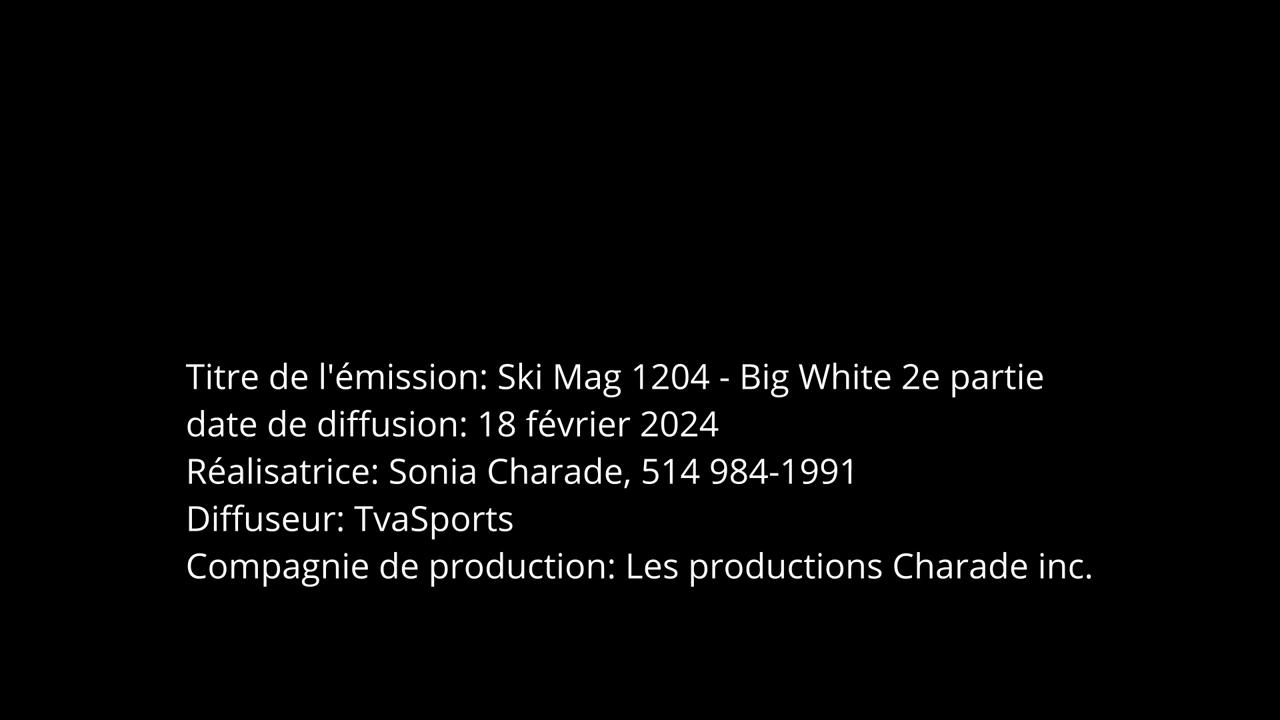 Titre de l'émission: Ski Mag 1204 - Big White 2e partie
date de diffusion: 18 février 2024
Réalisatrice: Sonia Charade, 514 984-1991
Diffuseur: TvaSports
Compagnie de production: Les productions Charade inc.